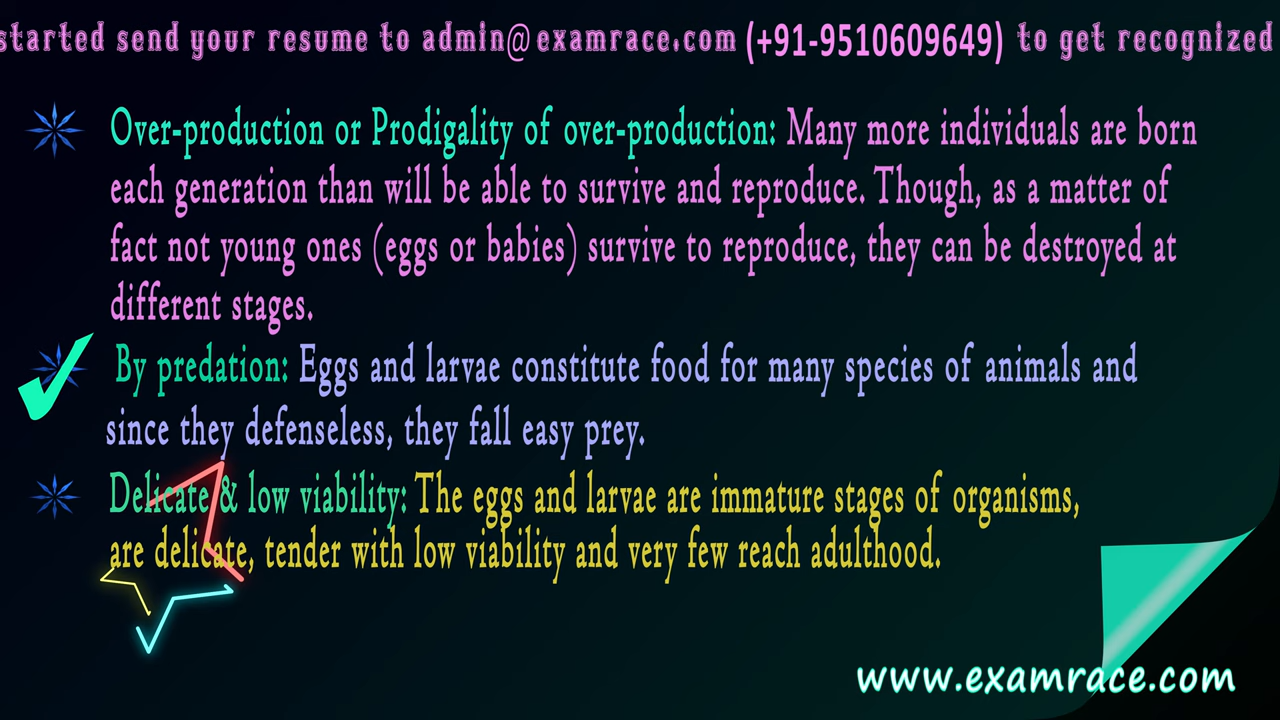 started send your resume to admin@examrace.com (+91-9510609649) to get recognized
Over-production or Prodigality of over-production: Many more individuals are born
each generation than will be able to survive and reproduce. Though, as a matter of
fact not young ones (eggs or babies) survive to reproduce, they can be destroyed at
different stages.
By predation: Eggs and larvae constitute food for many species of animals and
since they defenseless, they fall easy prey.
Delicate & low viability: The eggs and larvae are immature stages of organisms,
are delicate, tender with low viability and very few reach adulthood.
www.examrace.com